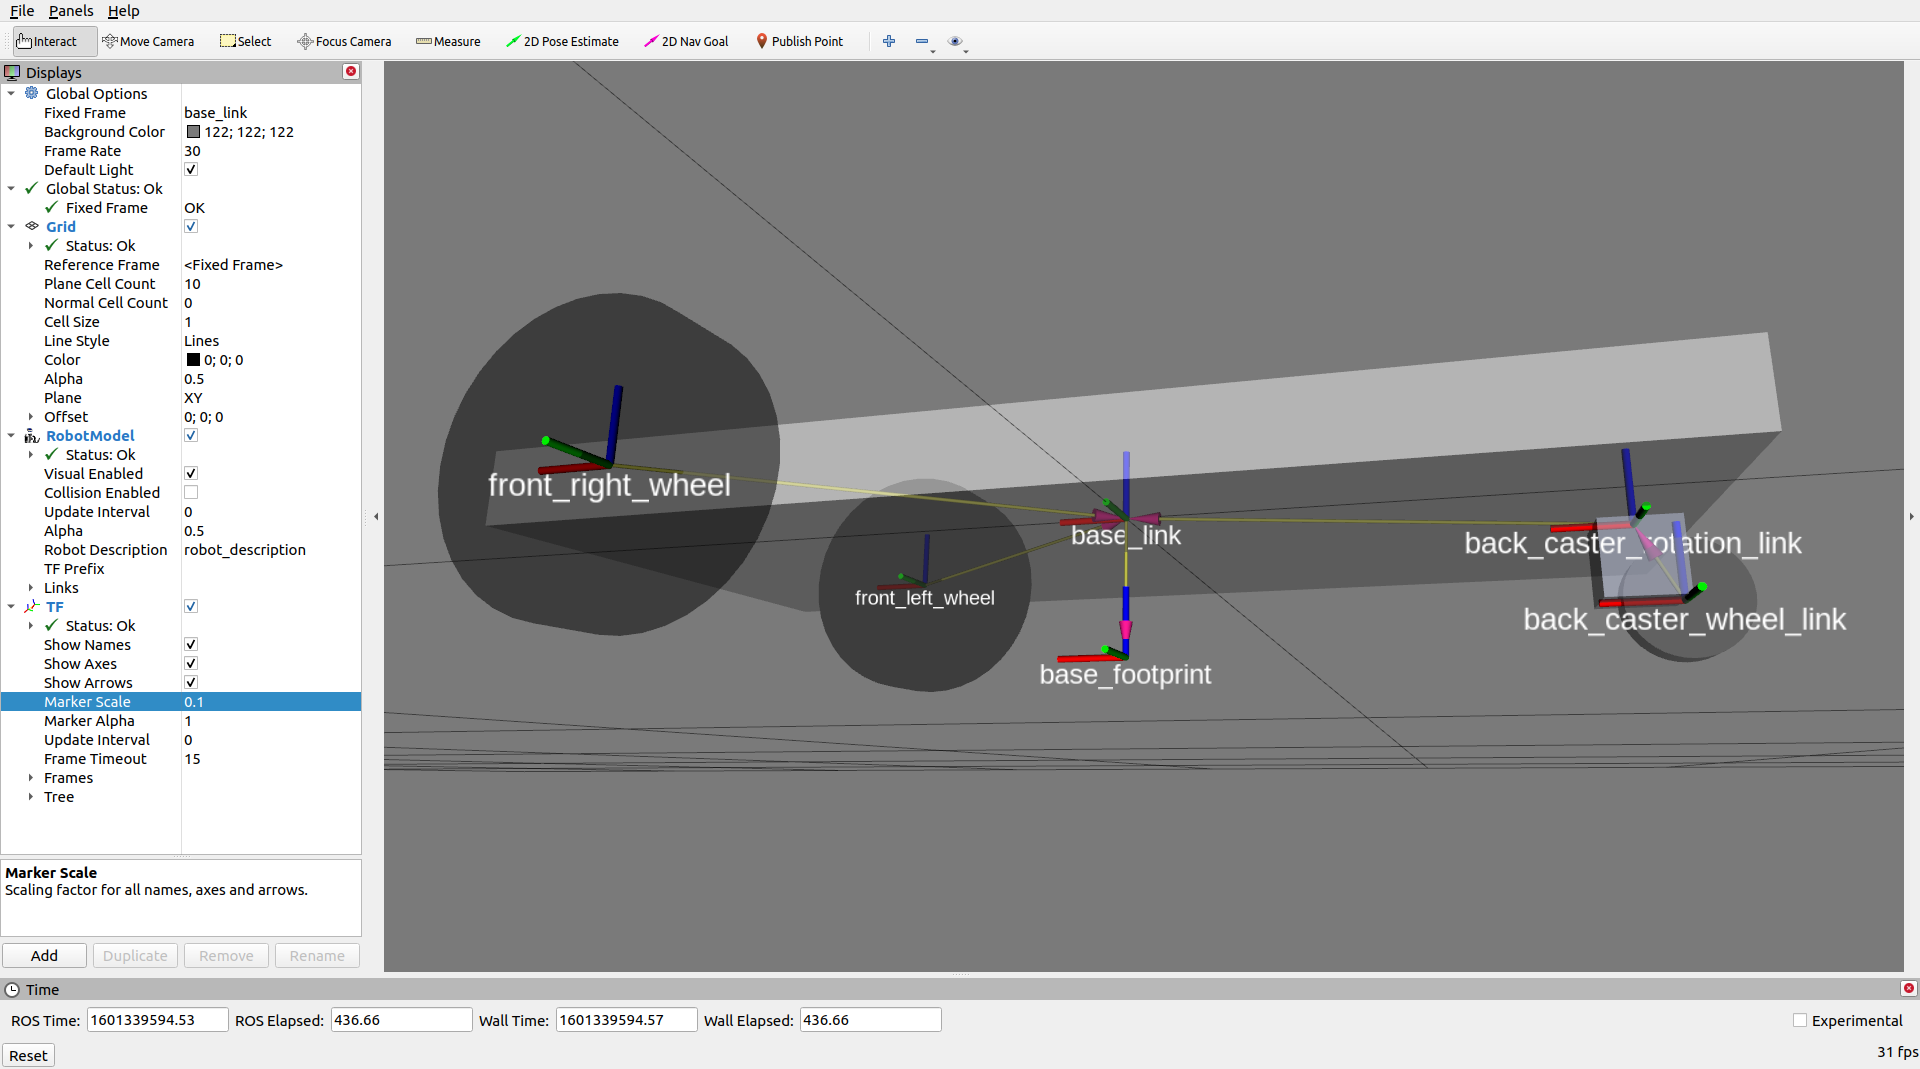 File Panels Help
Interact Move Camera Select Focus Camera Measure 2D Pose Estimate 2D Nav Goal Publish Point
Displays
Global Options
Fixed Frame base_link
Background Color 122; 122; 122
Frame Rate 30
Default Light
Global Status: Ok
Fixed Frame OK
Grid
Status: Ok
Reference Frame <Fixed Frame>
Plane Cell Count 10
Normal Cell Count 0
Cell Size 1
Line Style Lines
Color 0; 0; 0
Alpha 0.5
Plane XY
Offset 0; 0; 0
RobotModel
Status: Ok
Visual Enabled
Collision Enabled
Update Interval 0
Alpha 0.5
Robot Description robot_description
TF Prefix
Links
TF
Status: Ok
Show Names
Show Axes
Show Arrows
Marker Scale 0.1
Marker Alpha 1
Update Interval 0
Frame Timeout 15
Frames
Tree
Marker Scale
Scaling factor for all names, axes and arrows.
Add Duplicate Remove Rename
front_right_wheel
base_link
back_caster_rotation_link
front_left_wheel
back_caster_wheel_link
base_footprint
Time
ROS Time: 1601339594.53 ROS Elapsed: 436.66 Wall Time: 1601339594.57 Wall Elapsed: 436.66 Experimental
Reset 31 fps